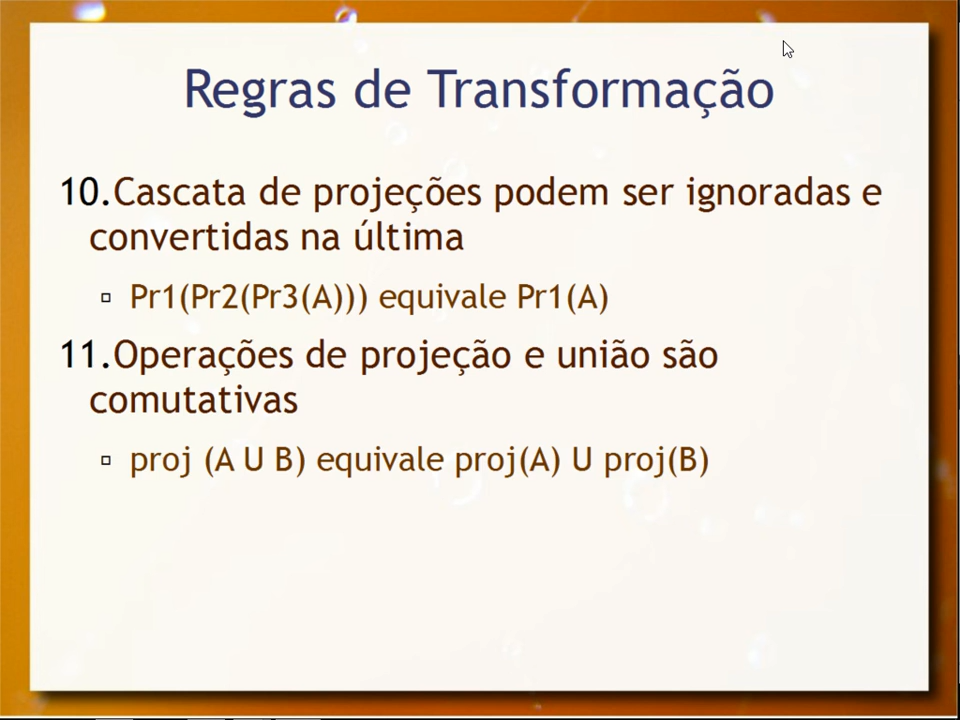 Regras de Transformação
10.Cascata de projeções podem ser ignoradas e
convertidas na última
Pr1(Pr2(Pr3(A))) equivale Pr1(A)
11.Operações de projeção e união são
comutativas
proj (A U B) equivale proj(A) U proj(B)